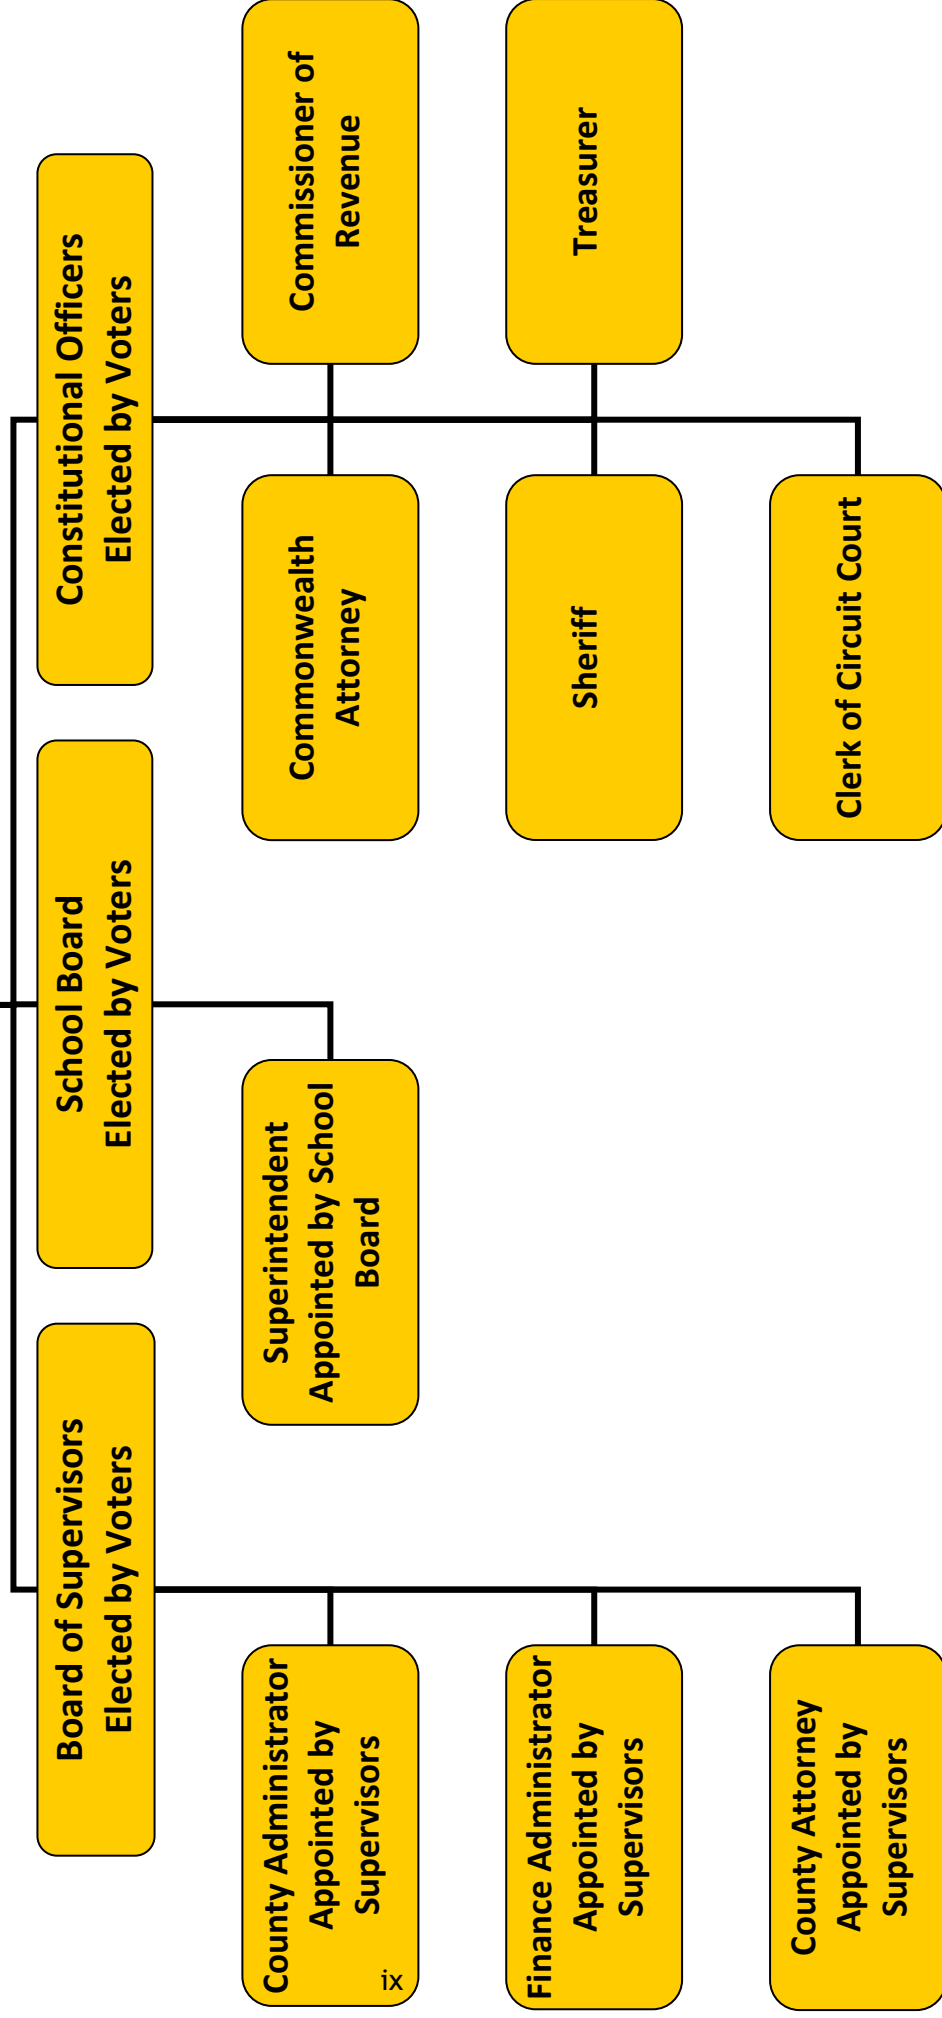 Board of Supervisors
Elected by Voters
School Board
Elected by Voters
Constitutional Officers
Elected by Voters
County Administrator
Appointed by
Supervisors
Superintendent
Appointed by School
Board
Commonwealth
Attorney
Commissioner of
Revenue
Finance Administrator
Appointed by
Supervisors
Sheriff
Treasurer
County Attorney
Appointed by
Supervisors
Clerk of Circuit Court
ix